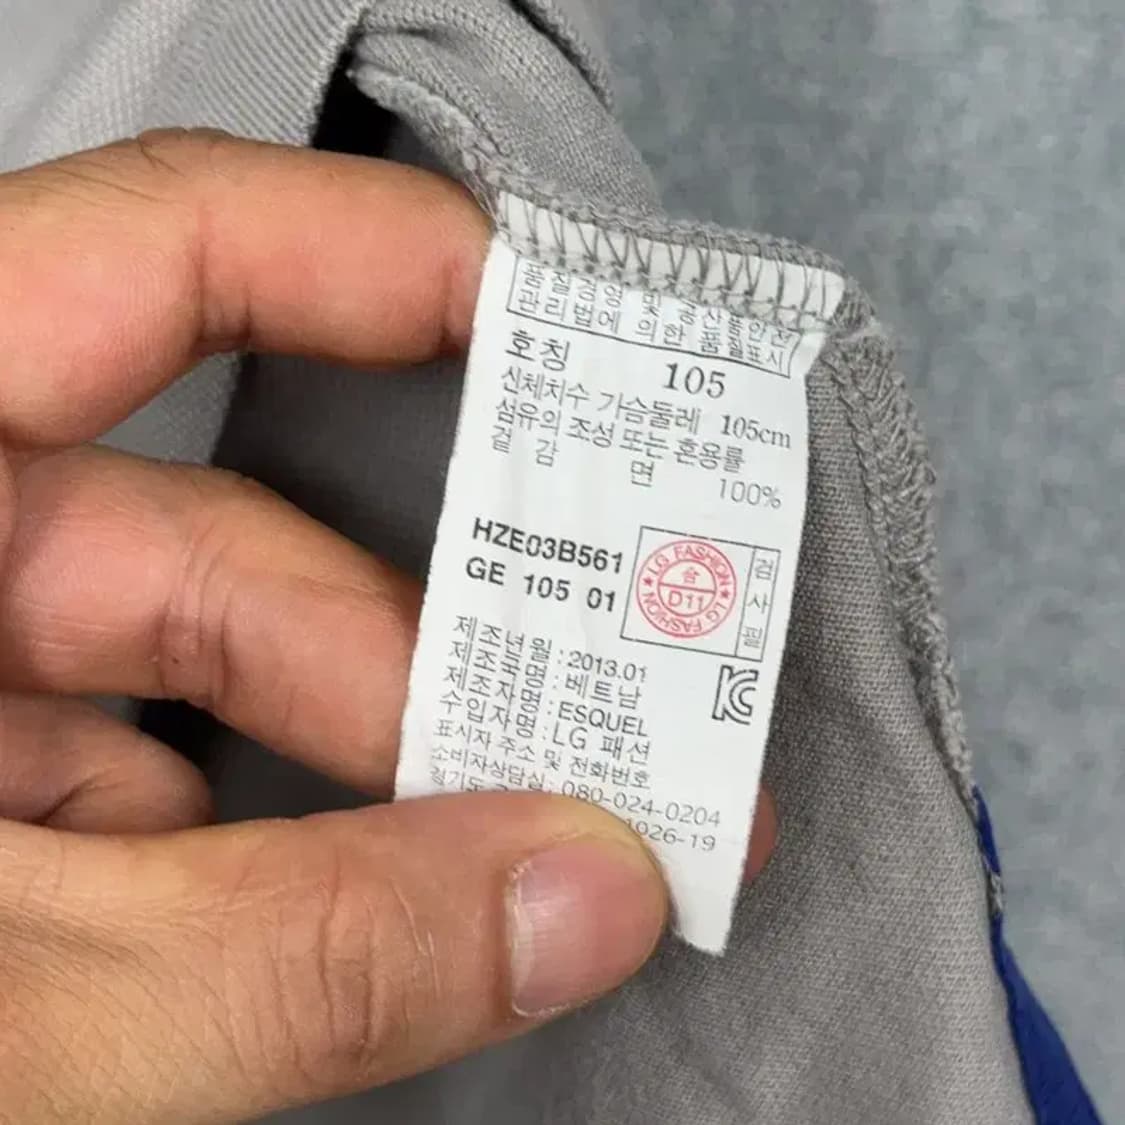 품질경영 및 공산품안전
관리법에 의한 품질표시
호칭 105
신체치수 가슴둘레 105cm
섬유의 조성 또는 혼용률
겉감 면 100%
HZE03B561
GE 105 01
LG FASHION ★ LG FASHION ★
合
D11
검사필
제조년월 : 2013.01
제조국명 : 베트남
제조자명 : ESQUEL
수입자명 : LG 패션
표시자 주소 및 전화번호
소비자상담실 : 080-024-0204
경기도
1026-19